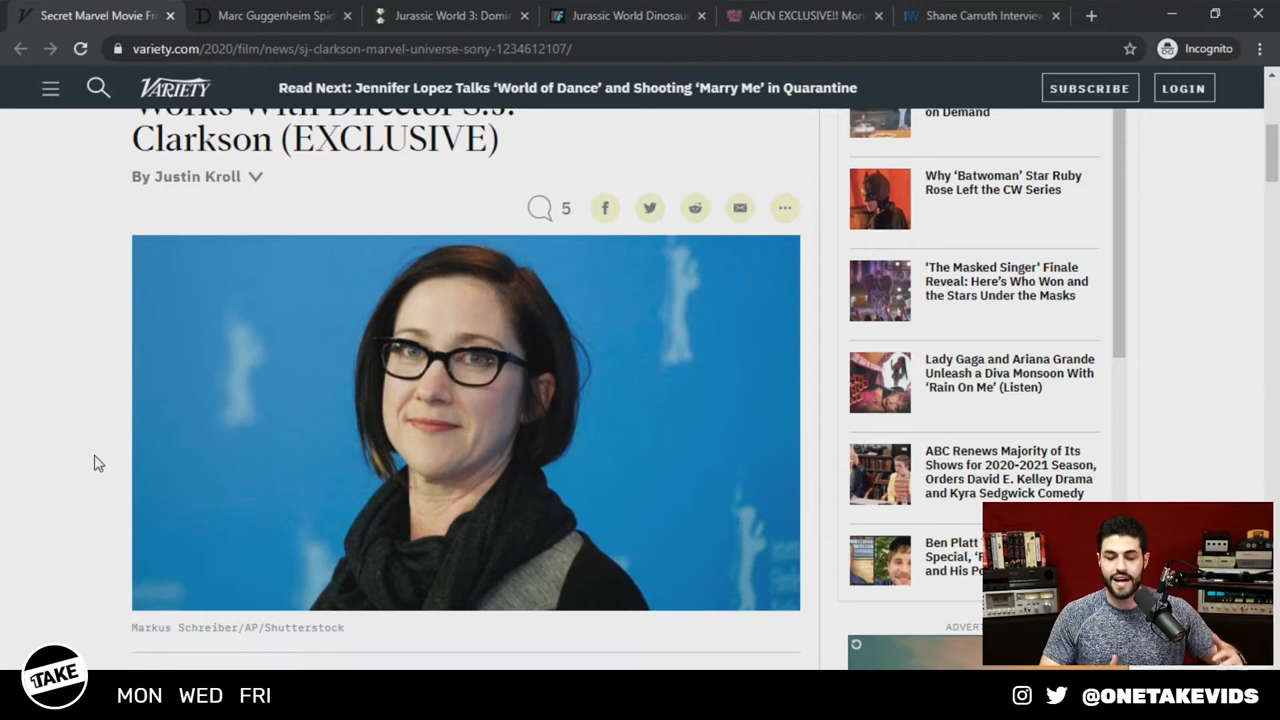 Secret Marvel Movie Fr
Marc Guggenheim Spi
Jurassic World 3: Domi
Jurassic World Dinosau
AICN EXCLUSIVE!! Mor
Shane Carruth Interview
variety.com/2020/film/news/sj-clarkson-marvel-universe-sony-1234612107/
Incognito
VARIETY
Read Next: Jennifer Lopez Talks ‘World of Dance’ and Shooting ‘Marry Me’ in Quarantine
SUBSCRIBE
LOGIN
Works With Director S.J.
Clarkson (EXCLUSIVE)
By Justin Kroll
5
Markus Schreiber/AP/Shutterstock
on Demand
Why ‘Batwoman’ Star Ruby
Rose Left the CW Series
'The Masked Singer' Finale
Reveal: Here’s Who Won and
the Stars Under the Masks
Lady Gaga and Ariana Grande
Unleash a Diva Monsoon With
‘Rain On Me’ (Listen)
ABC Renews Majority of Its
Shows for 2020-2021 Season,
Orders David E. Kelley Drama
and Kyra Sedgwick Comedy
Ben Platt
Special,
and His Po
ADVER
TAKE
MON WED FRI
@ONETAKEVIDS